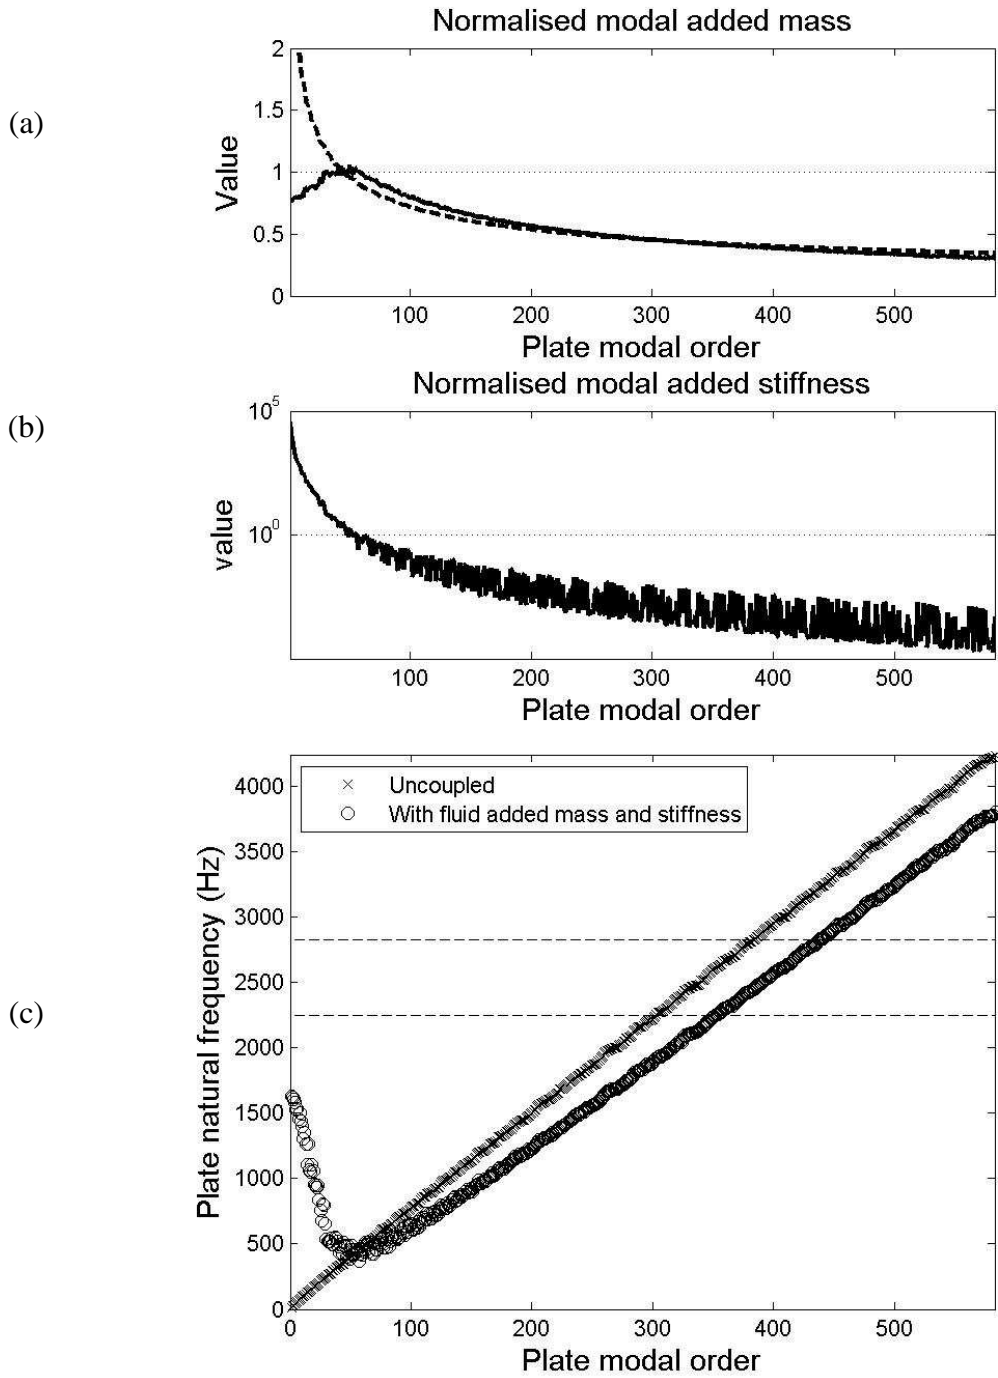 Normalised modal added mass
(a)
Value
2
1.5
1
0.5
0
100 200 300 400 500
Plate modal order
Normalised modal added stiffness
(b)
value
10^5
10^0
100 200 300 400 500
Plate modal order
(c)
Plate natural frequency (Hz)
Uncoupled
With fluid added mass and stiffness
4000
3500
3000
2500
2000
1500
1000
500
0
0 100 200 300 400 500
Plate modal order